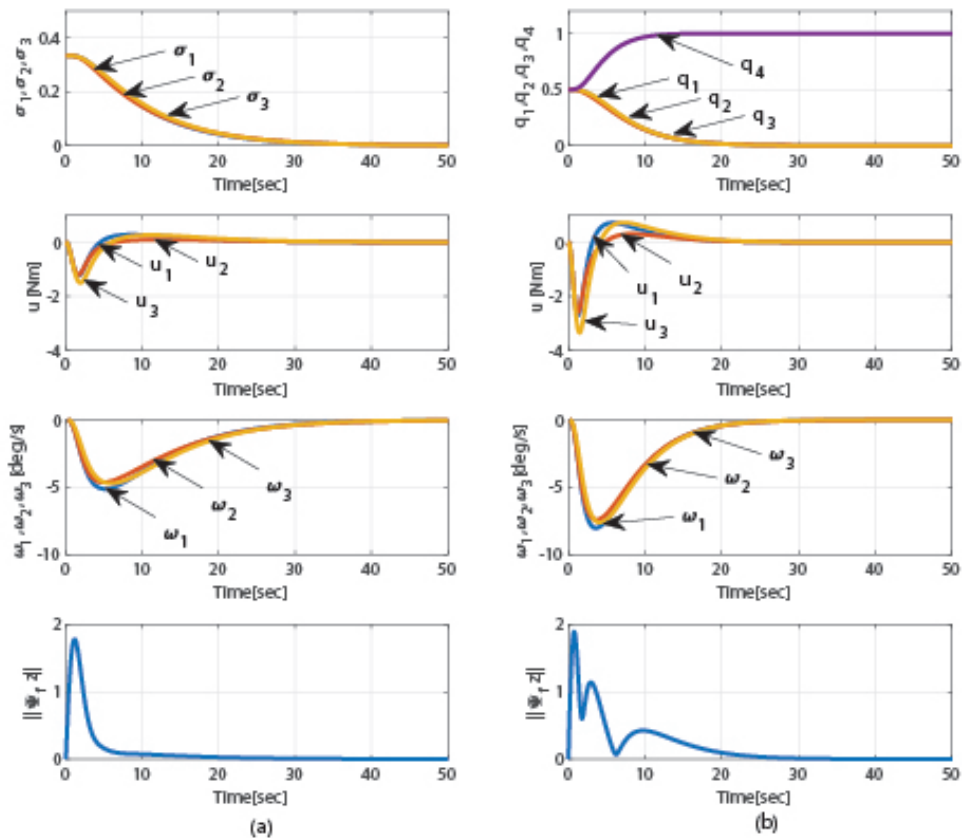 σ1,σ2,σ3
0.4
0.2
0
σ1
σ2
σ3
0 10 20 30 40 50
Time[sec]
q1,q2,q3,q4
1
0.5
0
q4
q1
q2
q3
0 10 20 30 40 50
Time[sec]
u [Nm]
0
-2
-4
u1
u2
u3
0 10 20 30 40 50
Time[sec]
u [Nm]
0
-2
-4
u1
u2
u3
0 10 20 30 40 50
Time[sec]
ω1,ω2,ω3 [deg/s]
0
-5
-10
ω3
ω2
ω1
0 10 20 30 40 50
Time[sec]
ω1,ω2,ω3 [deg/s]
0
-5
-10
ω3
ω2
ω1
0 10 20 30 40 50
Time[sec]
||Ψf z||
2
1
0
0 10 20 30 40 50
Time[sec]
(a)
||Ψf z||
2
1
0
0 10 20 30 40 50
Time[sec]
(b)